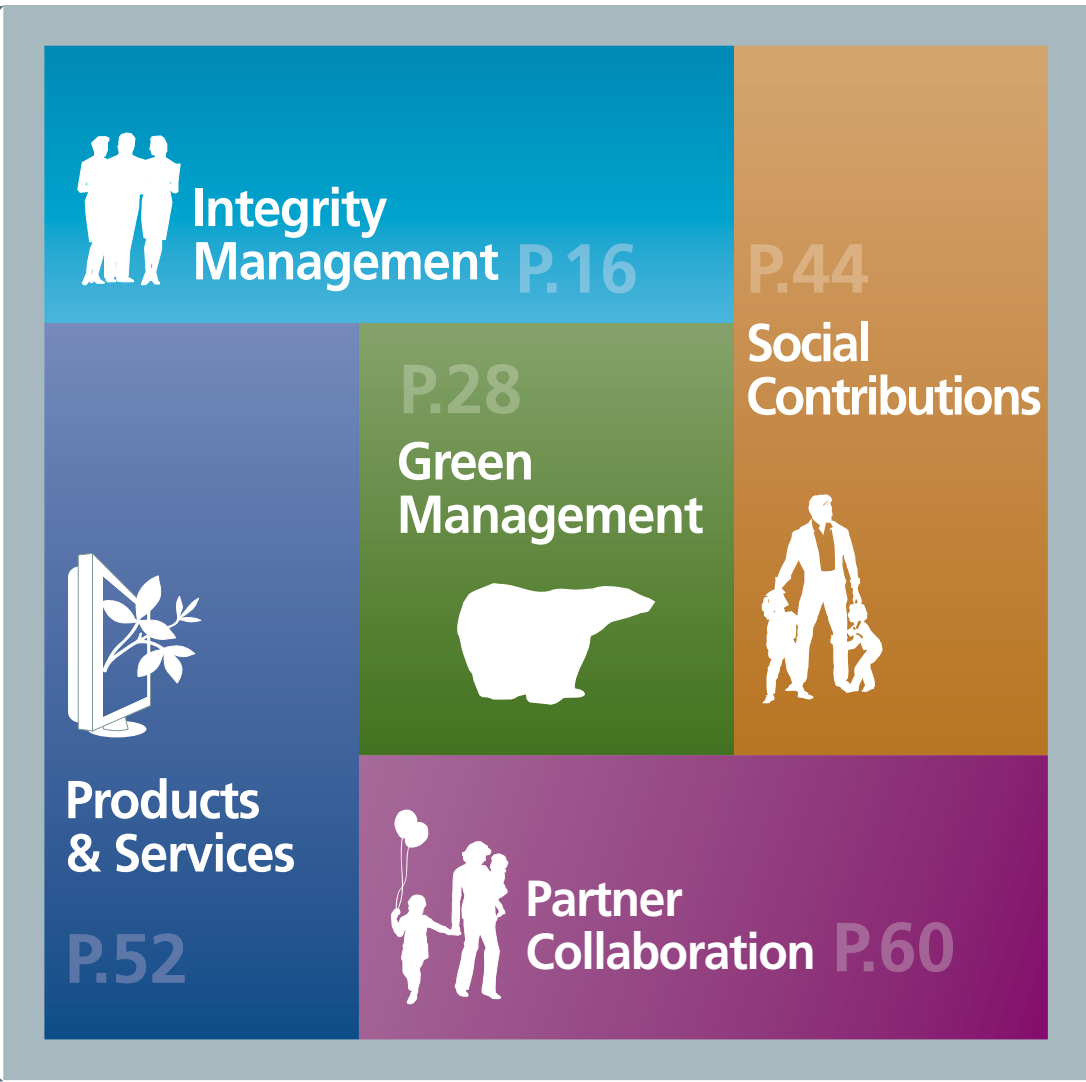 Integrity
Management P.16
P.44
Social
Contributions
P.28
Green
Management
Products
& Services
P.52
Partner
Collaboration P.60